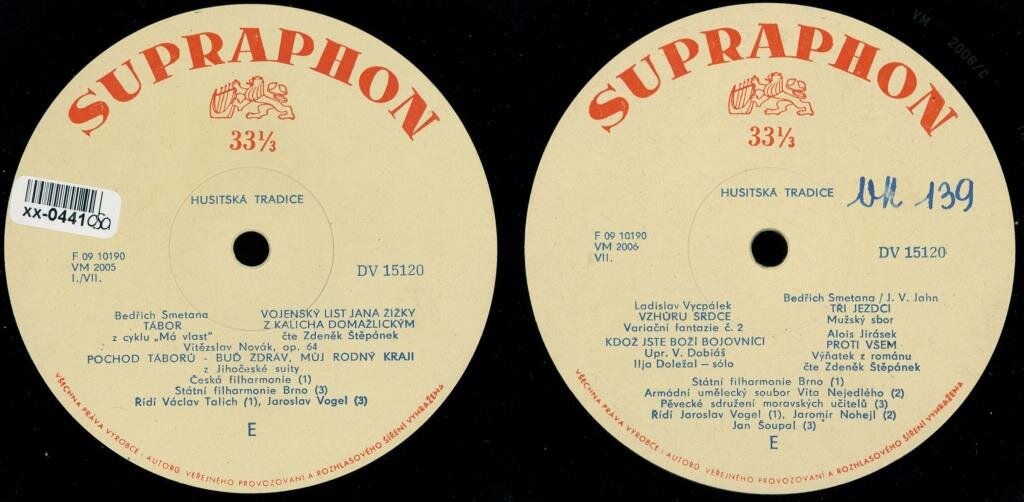 SUPRAPHON
33⅓
HUSITSKÁ TRADICE
xx-0441
F 09 10190
VM 2005
I./VII.
DV 15120
Bedřich Smetana
TÁBOR
z cyklu „Má vlast"
VOJENSKÝ LIST JANA ŽIŽKY
Z KALICHA DOMAŽLICKÝM
čte Zdeněk Štěpánek
Vítězslav Novák, op. 64
POCHOD TÁBORŮ - BUĎ ZDRÁV, MŮJ RODNÝ KRAJI
z Jihočeské suity
Česká filharmonie (1)
Státní filharmonie Brno (3)
Řídí Václav Talich (1), Jaroslav Vogel (3)
E
VŠECHNA PRÁVA VÝROBCE · AUTORŮ VEŘEJNÉHO PROVOZOVÁNÍ A ROZHLASOVÉHO ŠÍŘENÍ VYHRAŽENA
VM 2006/C
SUPRAPHON
33⅓
HUSITSKÁ TRADICE
139
F 09 10190
VM 2006
VII.
DV 15120
Ladislav Vycpálek
VZHŮRU SRDCE
Variační fantazie č. 2
KDOŽ JSTE BOŽÍ BOJOVNÍCI
Upr. V. Dobiáš
Ilja Doležal — sólo
Bedřich Smetana / J. V. Jahn
TŘI JEZDCI
Mužský sbor
Alois Jirásek
PROTI VŠEM
Výňatek z románu
čte Zdeněk Štěpánek
Státní filharmonie Brno (1)
Armádní umělecký soubor Víta Nejedlého (2)
Pěvecké sdružení moravských učitelů (3)
Řídí Jaroslav Vogel (1), Jaromír Nohejl (2)
Jan Šoupal (3)
E
VŠECHNA PRÁVA VÝROBCE · AUTORŮ VEŘEJNÉHO PROVOZOVÁNÍ A ROZHLASOVÉHO ŠÍŘENÍ VYHRAŽENA